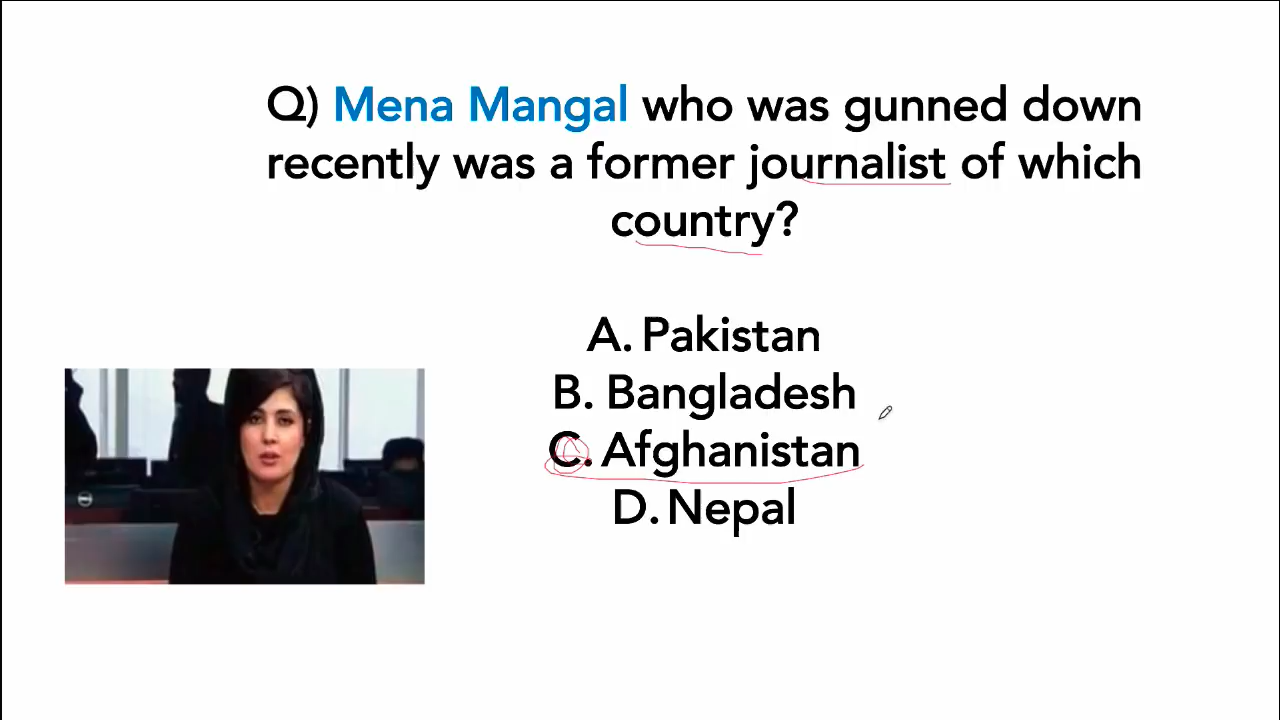 Q) Mena Mangal who was gunned down
recently was a former journalist of which
country?
A. Pakistan
B. Bangladesh
C. Afghanistan
D. Nepal